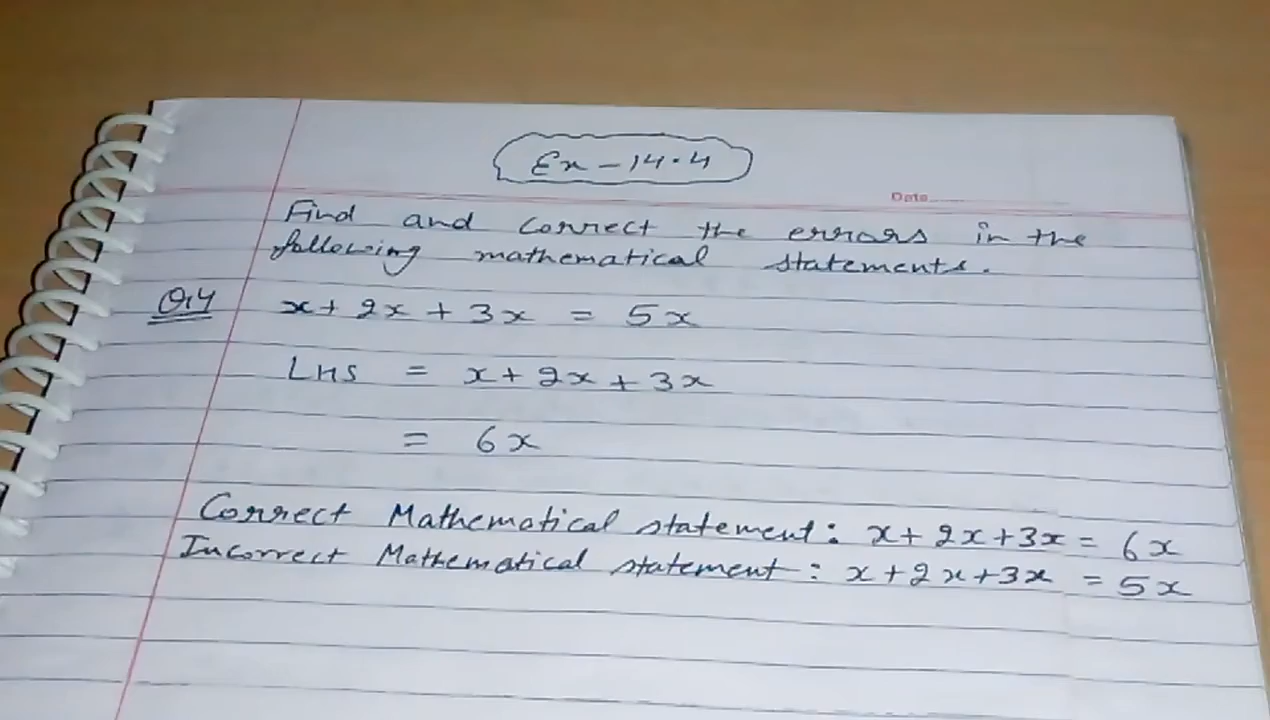 Ex - 14.4
Date
Find and correct the errors in the
following mathematical statements.
Q.4 x + 2x + 3x = 5x
LHS = x + 2x + 3x
= 6x
Correct Mathematical statement : x + 2x + 3x = 6x
Incorrect Mathematical statement : x + 2x + 3x = 5x